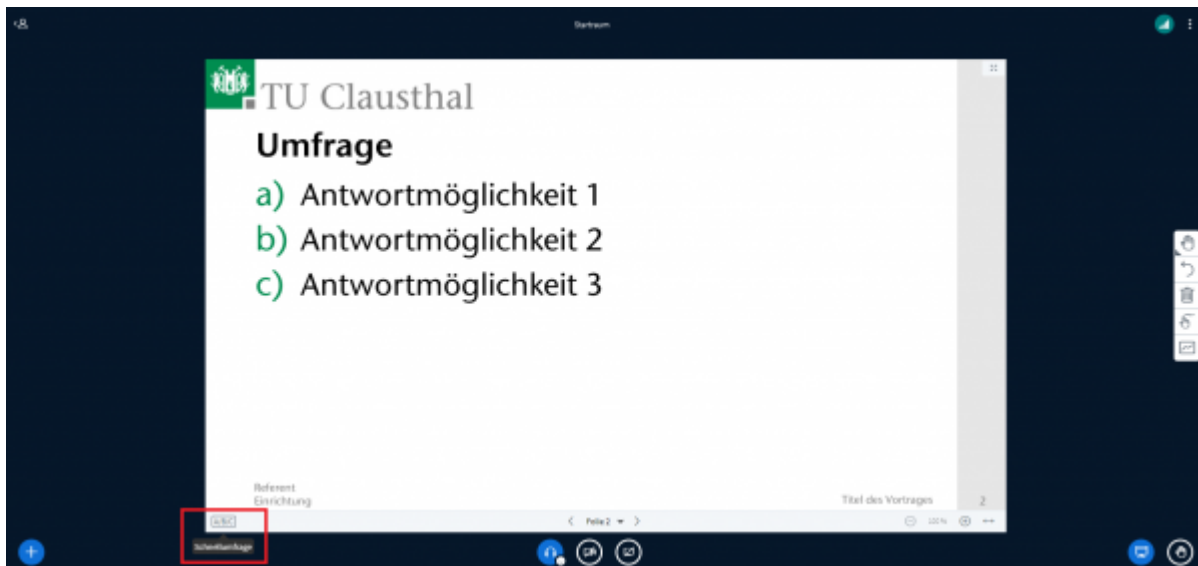 Startraum
TU Clausthal
Umfrage
a) Antwortmöglichkeit 1
b) Antwortmöglichkeit 2
c) Antwortmöglichkeit 3
Referent
Einrichtung
Titel des Vortrages 2
A/B/C
Folie 2
100%
Schnellumfrage